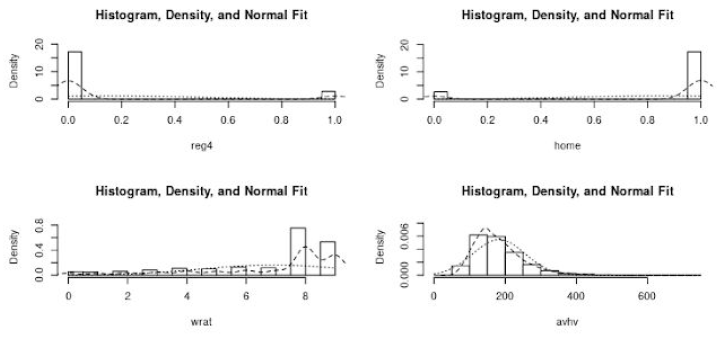 Histogram, Density, and Normal Fit
Density
0 10 20
0.0 0.2 0.4 0.6 0.8 1.0
reg4
Histogram, Density, and Normal Fit
Density
0 10 20
0.0 0.2 0.4 0.6 0.8 1.0
home
Histogram, Density, and Normal Fit
Density
0.0 0.4 0.8
0 2 4 6 8
wrat
Histogram, Density, and Normal Fit
Density
0.000 0.006
0 200 400 600
avhv